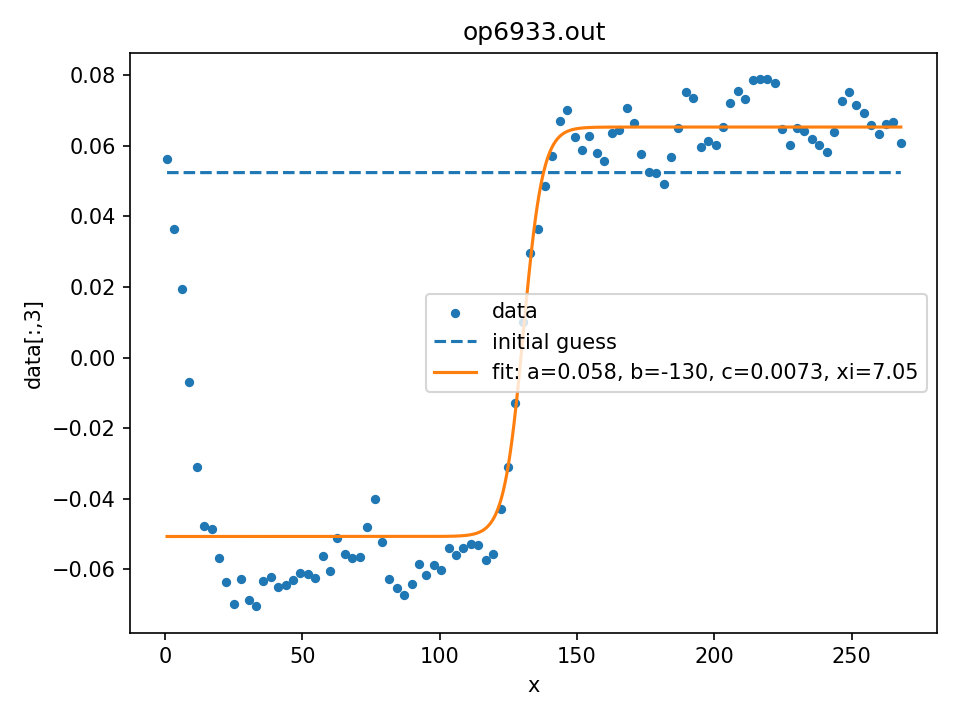 op6933.out
0.08
0.06
0.04
0.02
0.00
−0.02
−0.04
−0.06
data[:,3]
data
initial guess
fit: a=0.058, b=-130, c=0.0073, xi=7.05
0 50 100 150 200 250
x